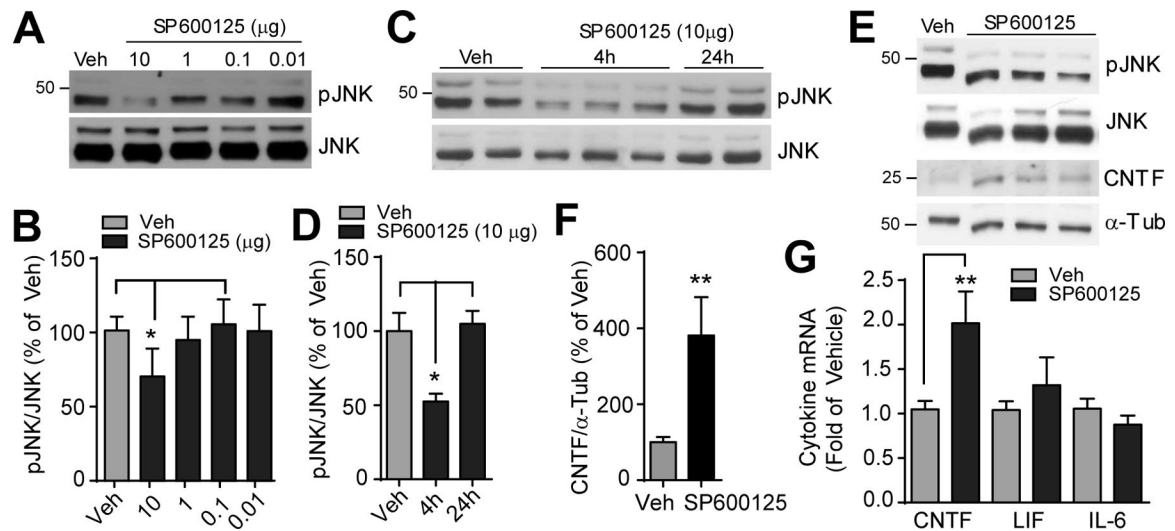 A
SP600125 (μg)
Veh 10 1 0.1 0.01
50
pJNK
JNK
B
Veh
SP600125 (μg)
pJNK/JNK (% of Veh)
150
100
50
0
*
Veh 10 1 0.1 0.01
C
SP600125 (10μg)
Veh 4h 24h
50
pJNK
JNK
D
Veh
SP600125 (10 μg)
pJNK/JNK (% of Veh)
150
100
50
0
*
Veh 4h 24h
E
Veh SP600125
50
pJNK
JNK
25
CNTF
50
α-Tub
F
CNTF/α-Tub (% of Veh)
600
400
200
0
**
Veh SP600125
G
Veh
SP600125
Cytokine mRNA
(Fold of Vehicle)
2.5
2.0
1.5
1.0
0.5
0.0
**
CNTF LIF IL-6